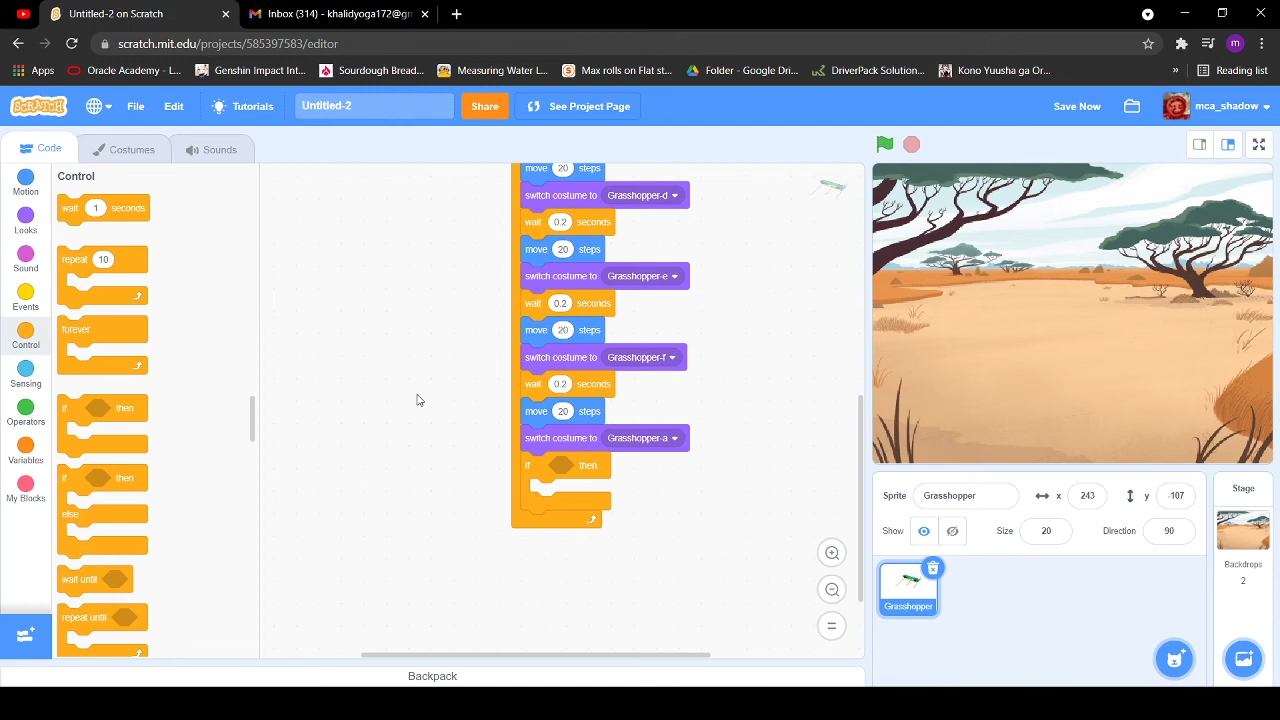 Untitled-2 on Scratch
Inbox (314) - khalidyoga172@gm
scratch.mit.edu/projects/585397583/editor
Apps
Oracle Academy - L...
Genshin Impact Int...
Sourdough Bread...
Measuring Water L...
Max rolls on Flat st...
Folder - Google Dri...
DriverPack Solution...
Kono Yuusha ga Or...
»
Reading list
m
SCRATCH
File
Edit
Tutorials
Untitled-2
Share
See Project Page
Save Now
mca_shadow
Code
Costumes
Sounds
Motion
Looks
Sound
Events
Control
Sensing
Operators
Variables
My Blocks
Control
wait 1 seconds
repeat 10
forever
if then
if then
else
wait until
repeat until
move 20 steps
switch costume to Grasshopper-d
wait 0.2 seconds
move 20 steps
switch costume to Grasshopper-e
wait 0.2 seconds
move 20 steps
switch costume to Grasshopper-f
wait 0.2 seconds
move 20 steps
switch costume to Grasshopper-a
if then
Sprite Grasshopper x 243 y -107
Show Size 20 Direction 90
Grasshopper
Stage
Backdrops
2
Backpack